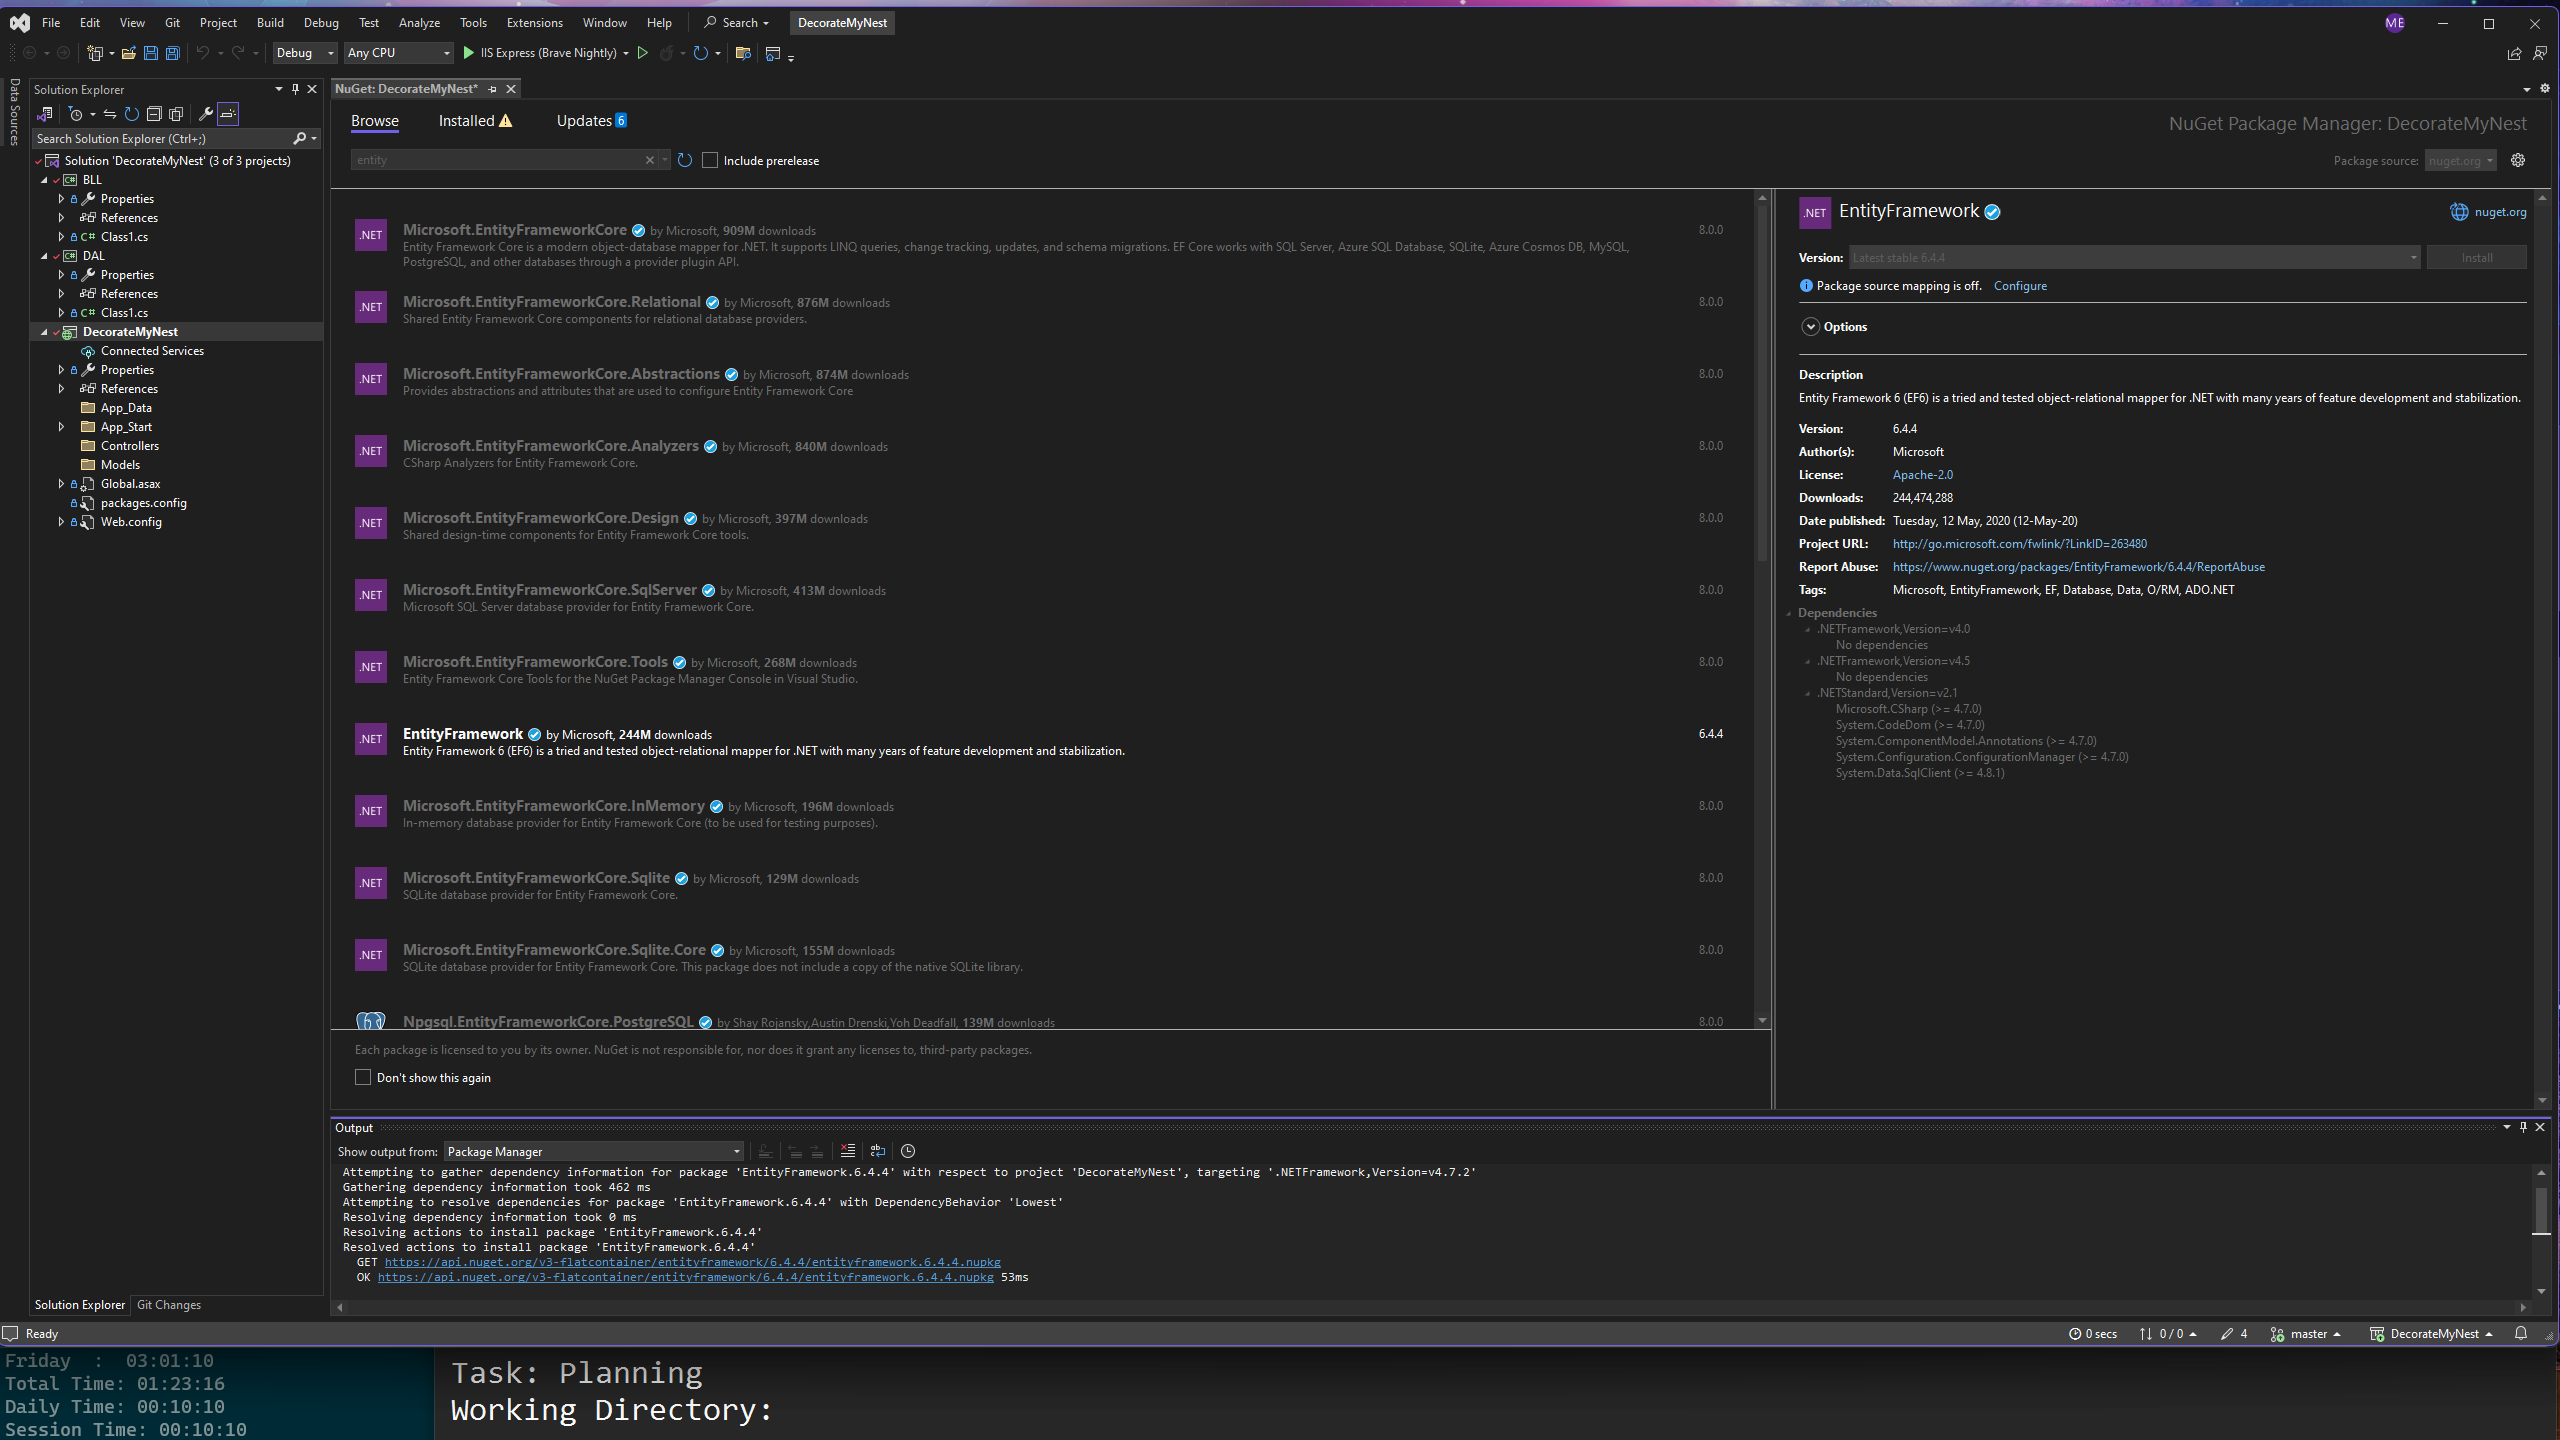 File Edit View Git Project Build Debug Test Analyze Tools Extensions Window Help Search DecorateMyNest ME
Debug Any CPU IIS Express (Brave Nightly)
Data Sources
Solution Explorer
Search Solution Explorer (Ctrl+;)
Solution 'DecorateMyNest' (3 of 3 projects)
C# BLL
Properties
References
C# Class1.cs
C# DAL
Properties
References
C# Class1.cs
DecorateMyNest
Connected Services
Properties
References
App_Data
App_Start
Controllers
Models
Global.asax
packages.config
Web.config
Solution Explorer Git Changes
NuGet: DecorateMyNest*
Browse Installed Updates 6
NuGet Package Manager: DecorateMyNest
entity Include prerelease
Package source: nuget.org
.NET Microsoft.EntityFrameworkCore by Microsoft, 909M downloads 8.0.0
Entity Framework Core is a modern object-database mapper for .NET. It supports LINQ queries, change tracking, updates, and schema migrations. EF Core works with SQL Server, Azure SQL Database, SQLite, Azure Cosmos DB, MySQL,
PostgreSQL, and other databases through a provider plugin API.
.NET Microsoft.EntityFrameworkCore.Relational by Microsoft, 876M downloads 8.0.0
Shared Entity Framework Core components for relational database providers.
.NET Microsoft.EntityFrameworkCore.Abstractions by Microsoft, 874M downloads 8.0.0
Provides abstractions and attributes that are used to configure Entity Framework Core
.NET Microsoft.EntityFrameworkCore.Analyzers by Microsoft, 840M downloads 8.0.0
CSharp Analyzers for Entity Framework Core.
.NET Microsoft.EntityFrameworkCore.Design by Microsoft, 397M downloads 8.0.0
Shared design-time components for Entity Framework Core tools.
.NET Microsoft.EntityFrameworkCore.SqlServer by Microsoft, 413M downloads 8.0.0
Microsoft SQL Server database provider for Entity Framework Core.
.NET Microsoft.EntityFrameworkCore.Tools by Microsoft, 268M downloads 8.0.0
Entity Framework Core Tools for the NuGet Package Manager Console in Visual Studio.
.NET EntityFramework by Microsoft, 244M downloads 6.4.4
Entity Framework 6 (EF6) is a tried and tested object-relational mapper for .NET with many years of feature development and stabilization.
.NET Microsoft.EntityFrameworkCore.InMemory by Microsoft, 196M downloads 8.0.0
In-memory database provider for Entity Framework Core (to be used for testing purposes).
.NET Microsoft.EntityFrameworkCore.Sqlite by Microsoft, 129M downloads 8.0.0
SQLite database provider for Entity Framework Core.
.NET Microsoft.EntityFrameworkCore.Sqlite.Core by Microsoft, 155M downloads 8.0.0
SQLite database provider for Entity Framework Core. This package does not include a copy of the native SQLite library.
Npgsql.EntityFrameworkCore.PostgreSQL by Shay Rojansky,Austin Drenski,Yoh Deadfall, 139M downloads 8.0.0
Each package is licensed to you by its owner. NuGet is not responsible for, nor does it grant any licenses to, third-party packages.
Don't show this again
.NET EntityFramework nuget.org
Version: Latest stable 6.4.4 Install
Package source mapping is off. Configure
Options
Description
Entity Framework 6 (EF6) is a tried and tested object-relational mapper for .NET with many years of feature development and stabilization.
Version: 6.4.4
Author(s): Microsoft
License: Apache-2.0
Downloads: 244,474,288
Date published: Tuesday, 12 May, 2020 (12-May-20)
Project URL: http://go.microsoft.com/fwlink/?LinkID=263480
Report Abuse: https://www.nuget.org/packages/EntityFramework/6.4.4/ReportAbuse
Tags: Microsoft, EntityFramework, EF, Database, Data, O/RM, ADO.NET
Dependencies
.NETFramework,Version=v4.0
No dependencies
.NETFramework,Version=v4.5
No dependencies
.NETStandard,Version=v2.1
Microsoft.CSharp (>= 4.7.0)
System.CodeDom (>= 4.7.0)
System.ComponentModel.Annotations (>= 4.7.0)
System.Configuration.ConfigurationManager (>= 4.7.0)
System.Data.SqlClient (>= 4.8.1)
Output
Show output from: Package Manager
Attempting to gather dependency information for package 'EntityFramework.6.4.4' with respect to project 'DecorateMyNest', targeting '.NETFramework,Version=v4.7.2'
Gathering dependency information took 462 ms
Attempting to resolve dependencies for package 'EntityFramework.6.4.4' with DependencyBehavior 'Lowest'
Resolving dependency information took 0 ms
Resolving actions to install package 'EntityFramework.6.4.4'
Resolved actions to install package 'EntityFramework.6.4.4'
GET https://api.nuget.org/v3-flatcontainer/entityframework/6.4.4/entityframework.6.4.4.nupkg
OK https://api.nuget.org/v3-flatcontainer/entityframework/6.4.4/entityframework.6.4.4.nupkg 53ms
Ready 0 secs 0 / 0 4 master DecorateMyNest
Friday : 03:01:10
Total Time: 01:23:16
Daily Time: 00:10:10
Session Time: 00:10:10
Task: Planning
Working Directory: